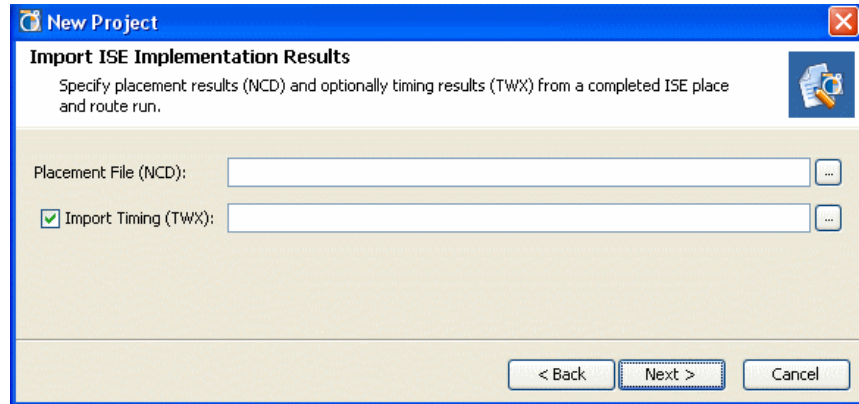 New Project
Import ISE Implementation Results
Specify placement results (NCD) and optionally timing results (TWX) from a completed ISE place
and route run.
Placement File (NCD):
...
Import Timing (TWX):
...
< Back Next > Cancel